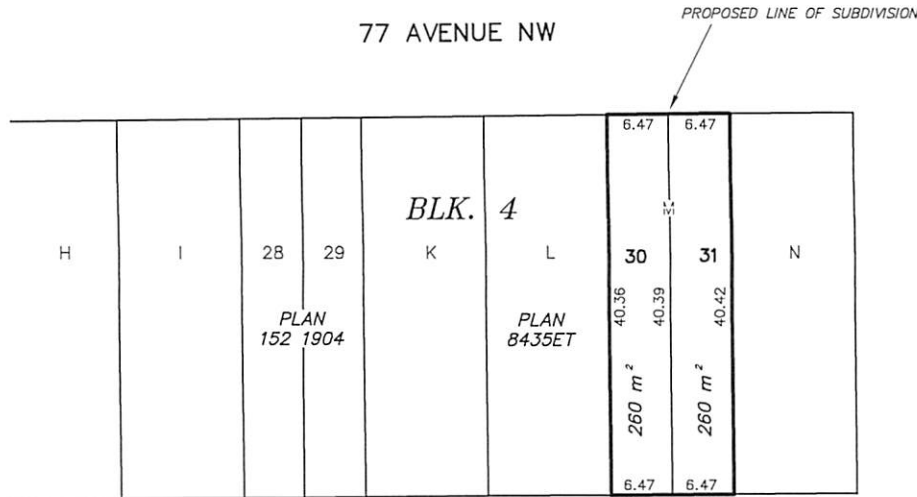 PROPOSED LINE OF SUBDIVISION
77 AVENUE NW
6.47 6.47
BLK. 4
M
H I 28 29 K L 30 31 N
PLAN
152 1904
PLAN
8435ET
40.36 40.39 40.42
260 m²
260 m²
6.47 6.47